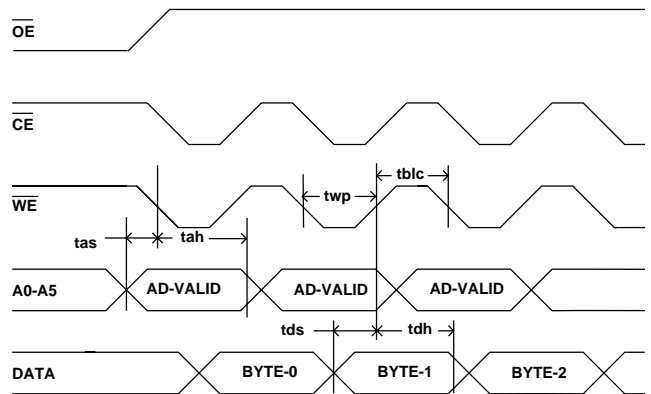 OE
CE
twp
tblc
WE
tas
tah
A0-A5
AD-VALID
AD-VALID
AD-VALID
tds
tdh
DATA
BYTE-0
BYTE-1
BYTE-2